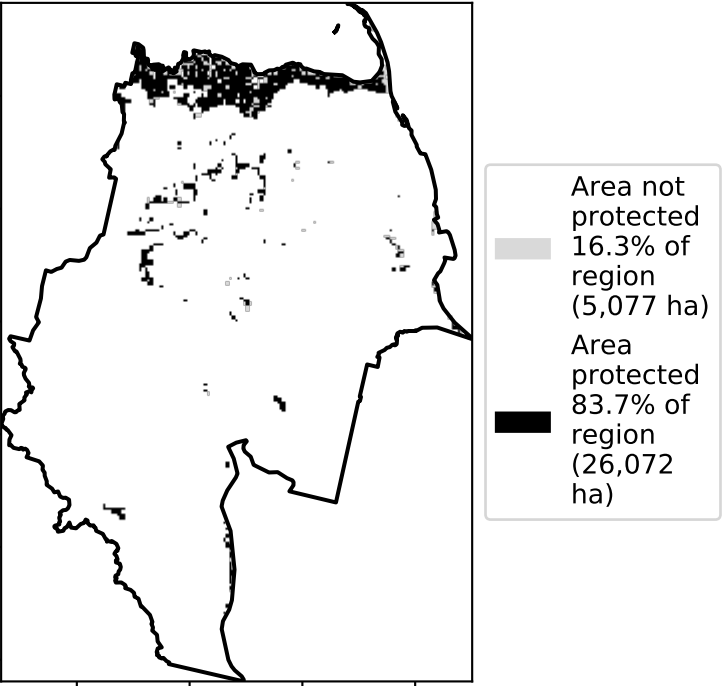 Area not
protected
16.3% of
region
(5,077 ha)
Area
protected
83.7% of
region
(26,072
ha)